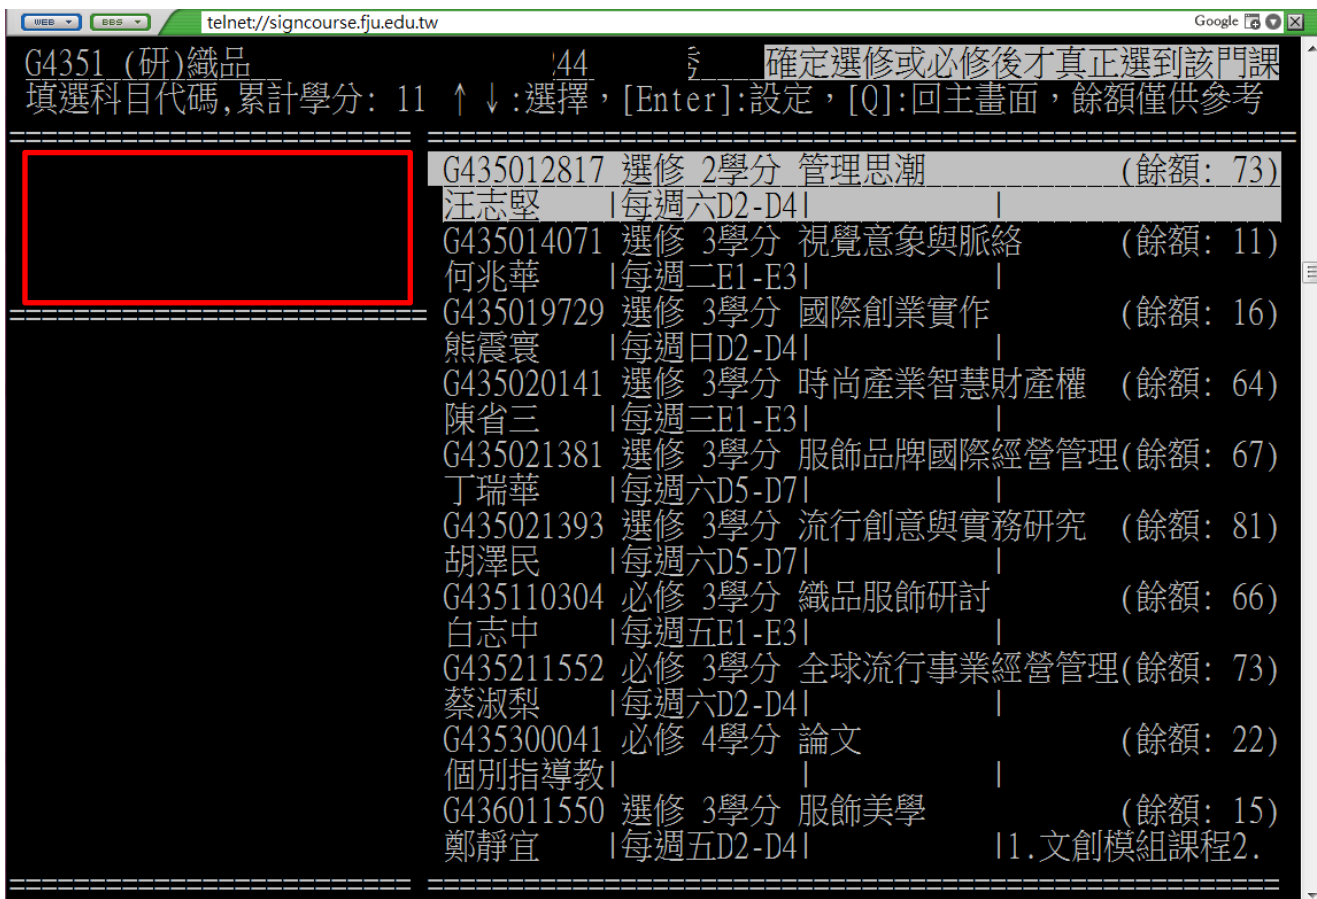 WEB BBS telnet://signcourse.fju.edu.tw Google
G4351 (研)織品 244 確定選修或必修後才真正選到該門課
填選科目代碼,累計學分: 11 ↑↓:選擇，[Enter]:設定，[Q]:回主畫面，餘額僅供參考
G435012817 選修 2學分 管理思潮 (餘額: 73)
汪志堅 |每週六D2-D4| |
G435014071 選修 3學分 視覺意象與脈絡 (餘額: 11)
何兆華 |每週二E1-E3| |
G435019729 選修 3學分 國際創業實作 (餘額: 16)
熊震寰 |每週日D2-D4| |
G435020141 選修 3學分 時尚產業智慧財產權 (餘額: 64)
陳省三 |每週三E1-E3| |
G435021381 選修 3學分 服飾品牌國際經營管理(餘額: 67)
丁瑞華 |每週六D5-D7| |
G435021393 選修 3學分 流行創意與實務研究 (餘額: 81)
胡澤民 |每週六D5-D7| |
G435110304 必修 3學分 織品服飾研討 (餘額: 66)
白志中 |每週五E1-E3| |
G435211552 必修 3學分 全球流行事業經營管理(餘額: 73)
蔡淑梨 |每週六D2-D4| |
G435300041 必修 4學分 論文 (餘額: 22)
個別指導教| | |
G436011550 選修 3學分 服飾美學 (餘額: 15)
鄭靜宜 |每週五D2-D4| |1.文創模組課程2.